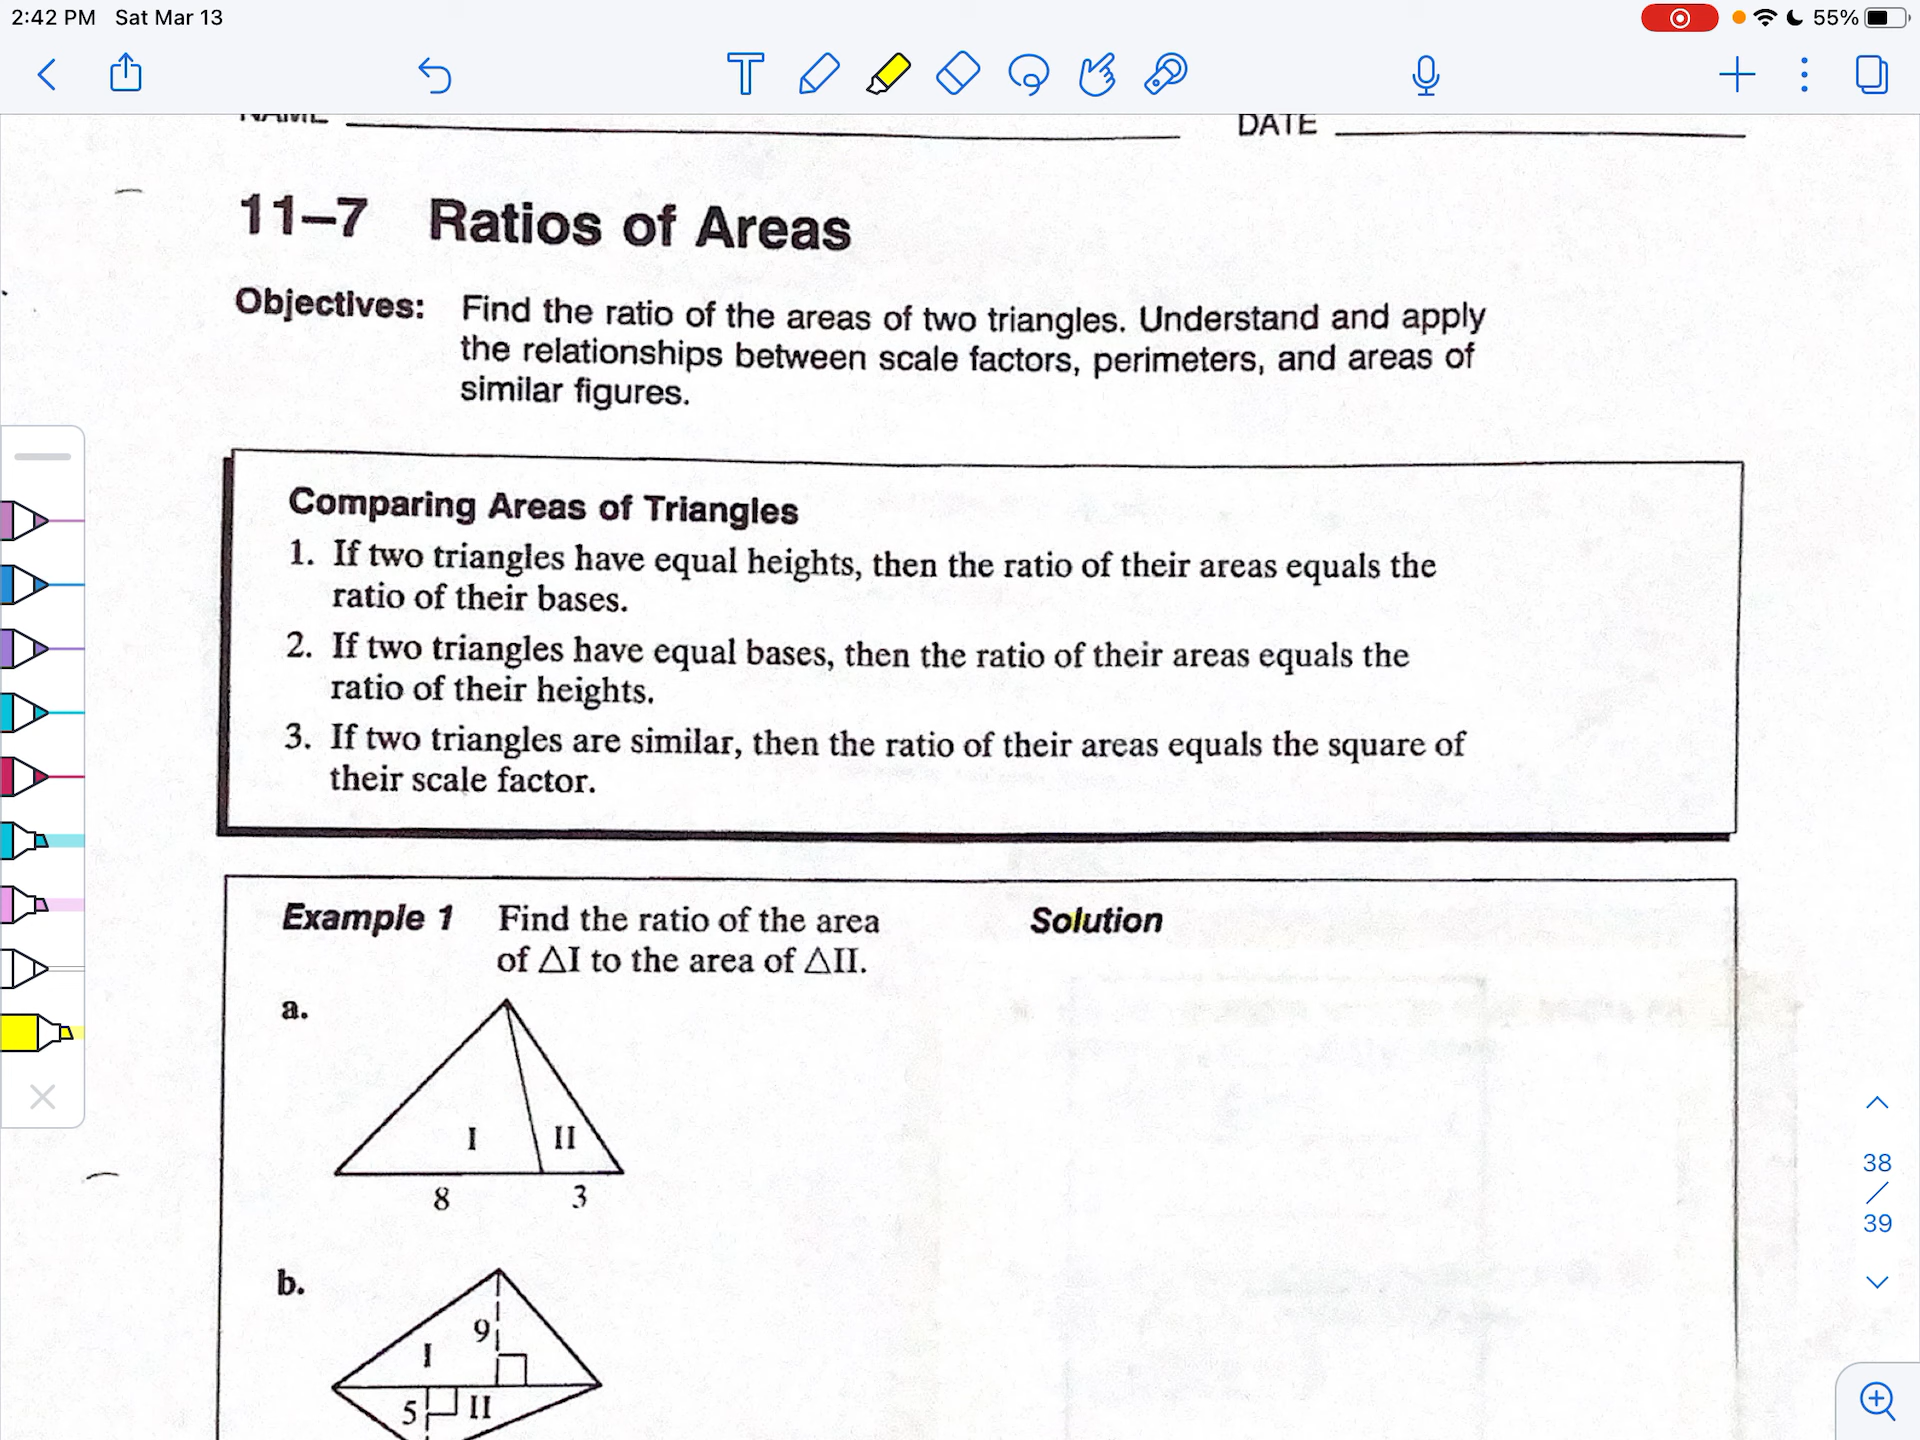 2:42 PM Sat Mar 13
55%
T
NAME DATE
11–7 Ratios of Areas
Objectives: Find the ratio of the areas of two triangles. Understand and apply
the relationships between scale factors, perimeters, and areas of
similar figures.
Comparing Areas of Triangles
1. If two triangles have equal heights, then the ratio of their areas equals the
ratio of their bases.
2. If two triangles have equal bases, then the ratio of their areas equals the
ratio of their heights.
3. If two triangles are similar, then the ratio of their areas equals the square of
their scale factor.
Example 1 Find the ratio of the area Solution
of △I to the area of △II.
a.
I II
8 3
b.
9
I
5 II
38
/
39